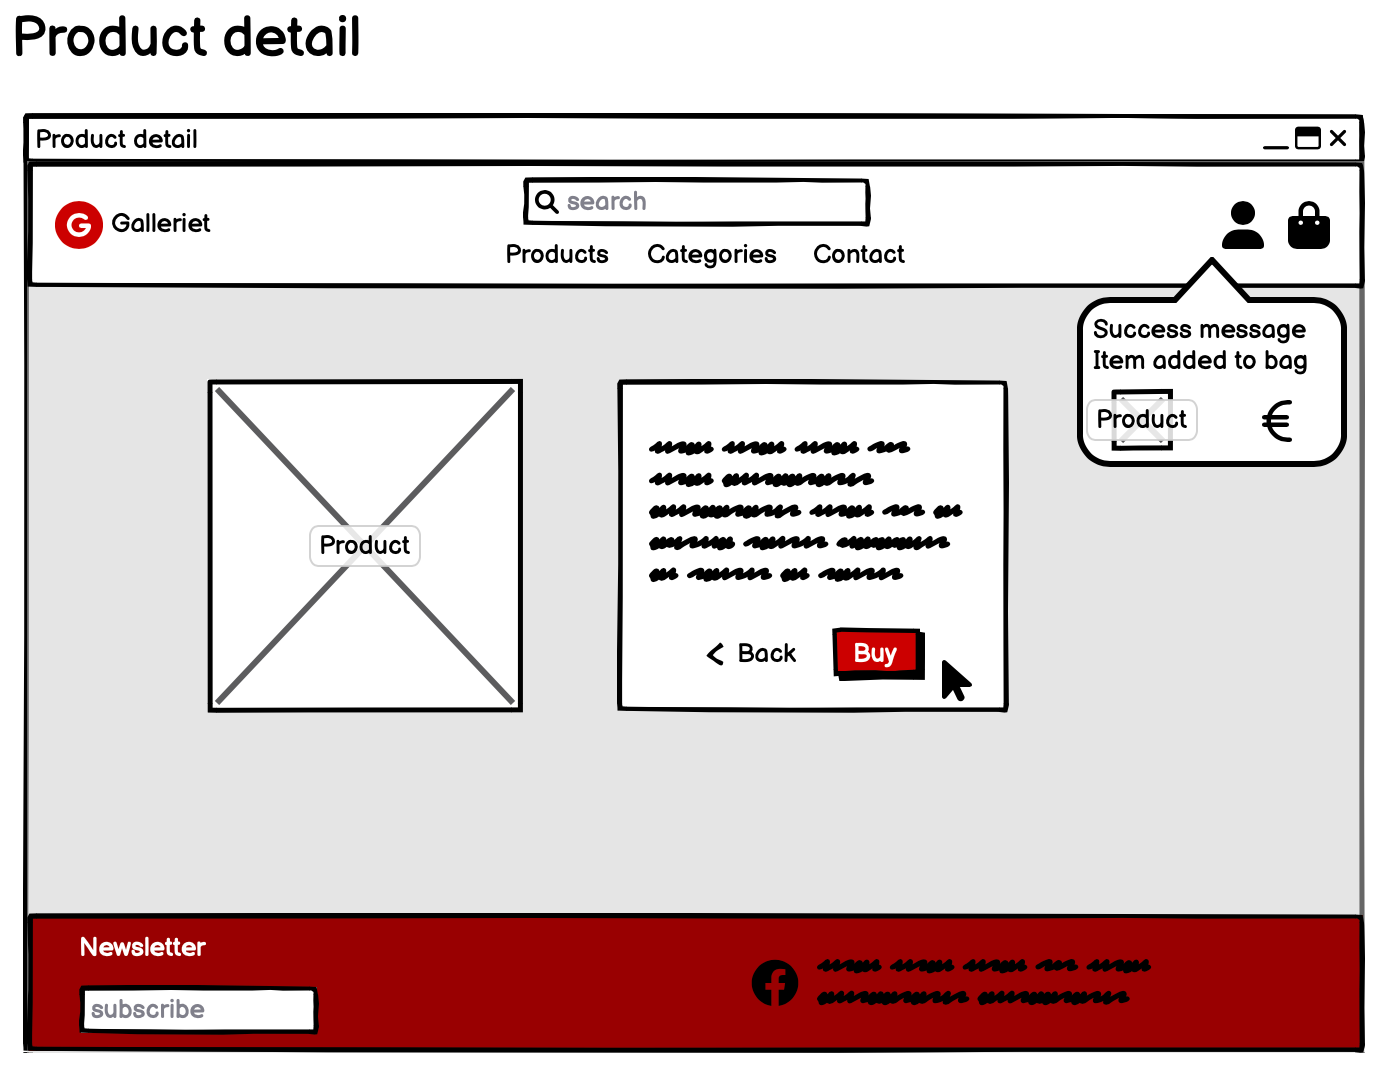 Product detail
Product detail
search
G Galleriet
Products Categories Contact
Success message
Item added to bag
Product €
Product
Back Buy
Newsletter
subscribe